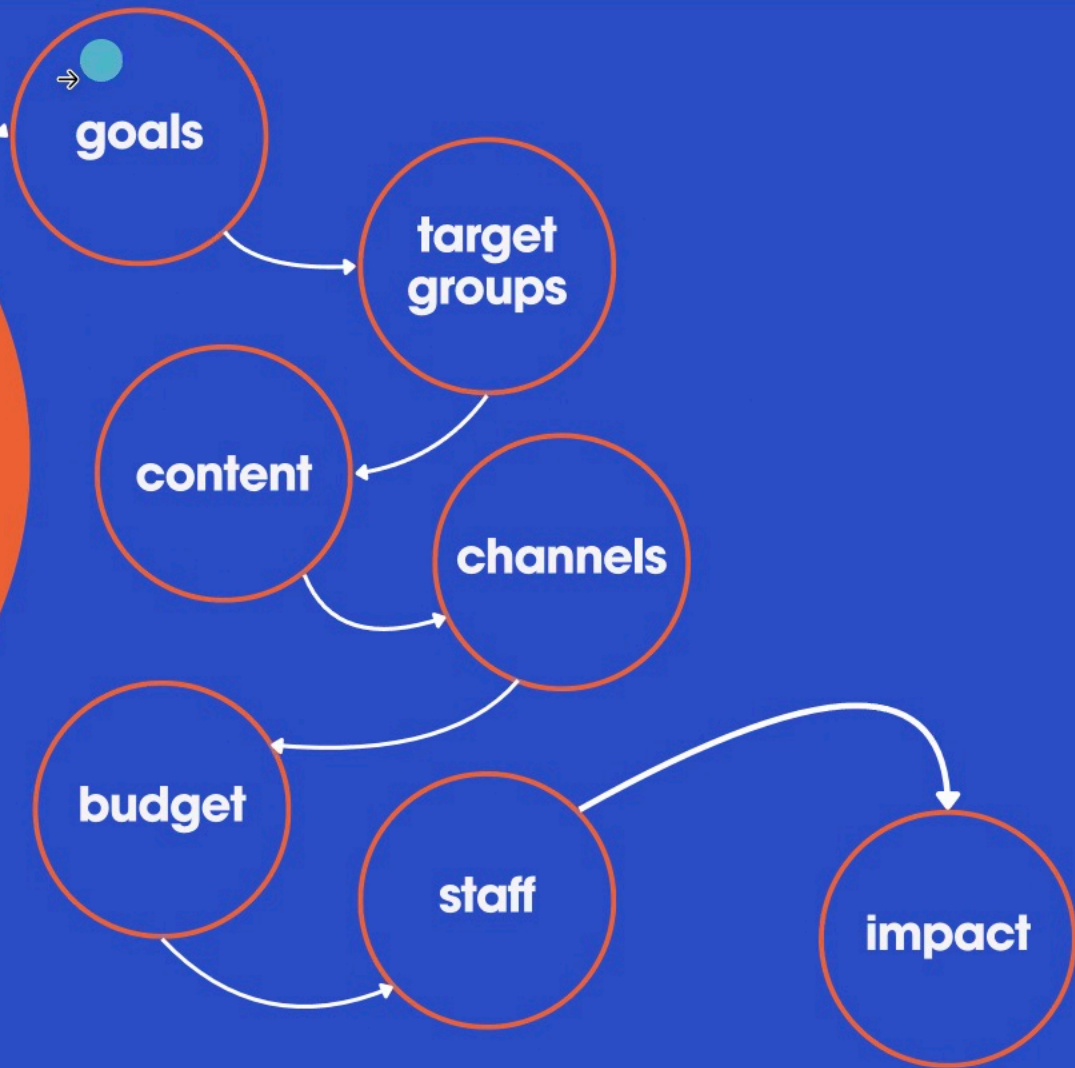 goals
target
groups
content
channels
budget
staff
impact